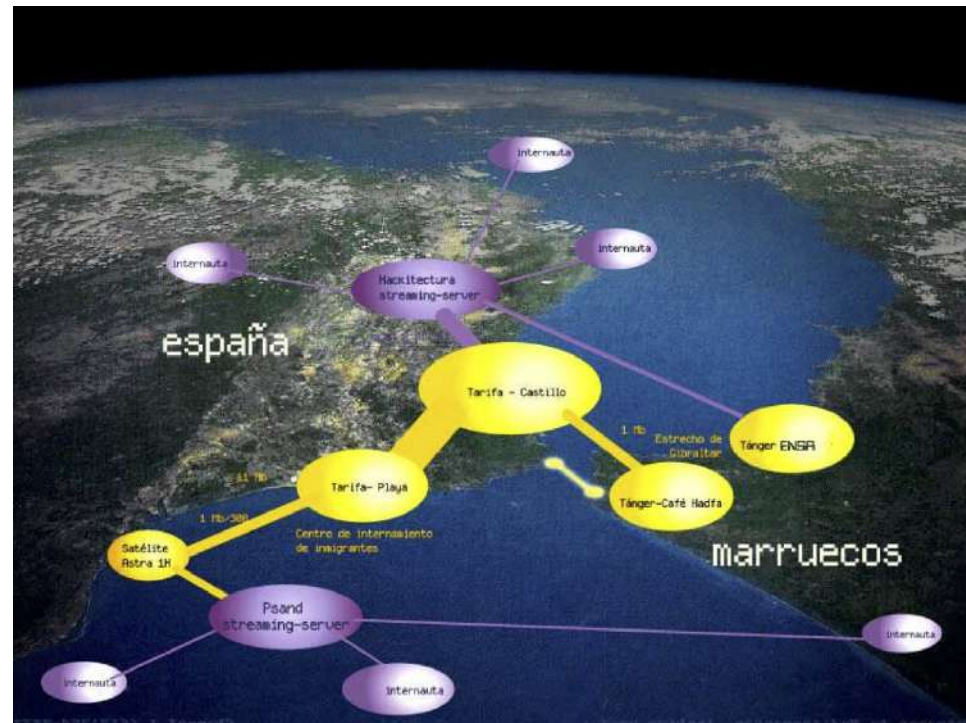 internauta
internauta
internauta
Hackitectura
streaming-server
españa
Tarifa - Castillo
1 Mb
Estrecho de
Gibraltar
Tánger ENSA
Tarifa- Playa
11 Mb
Tánger-Café Hadfa
1 Mb/300
Centro de internamiento
de inmigrantes
Satélite
Astra 1H
marruecos
Psand
streaming-server
internauta
internauta
internauta